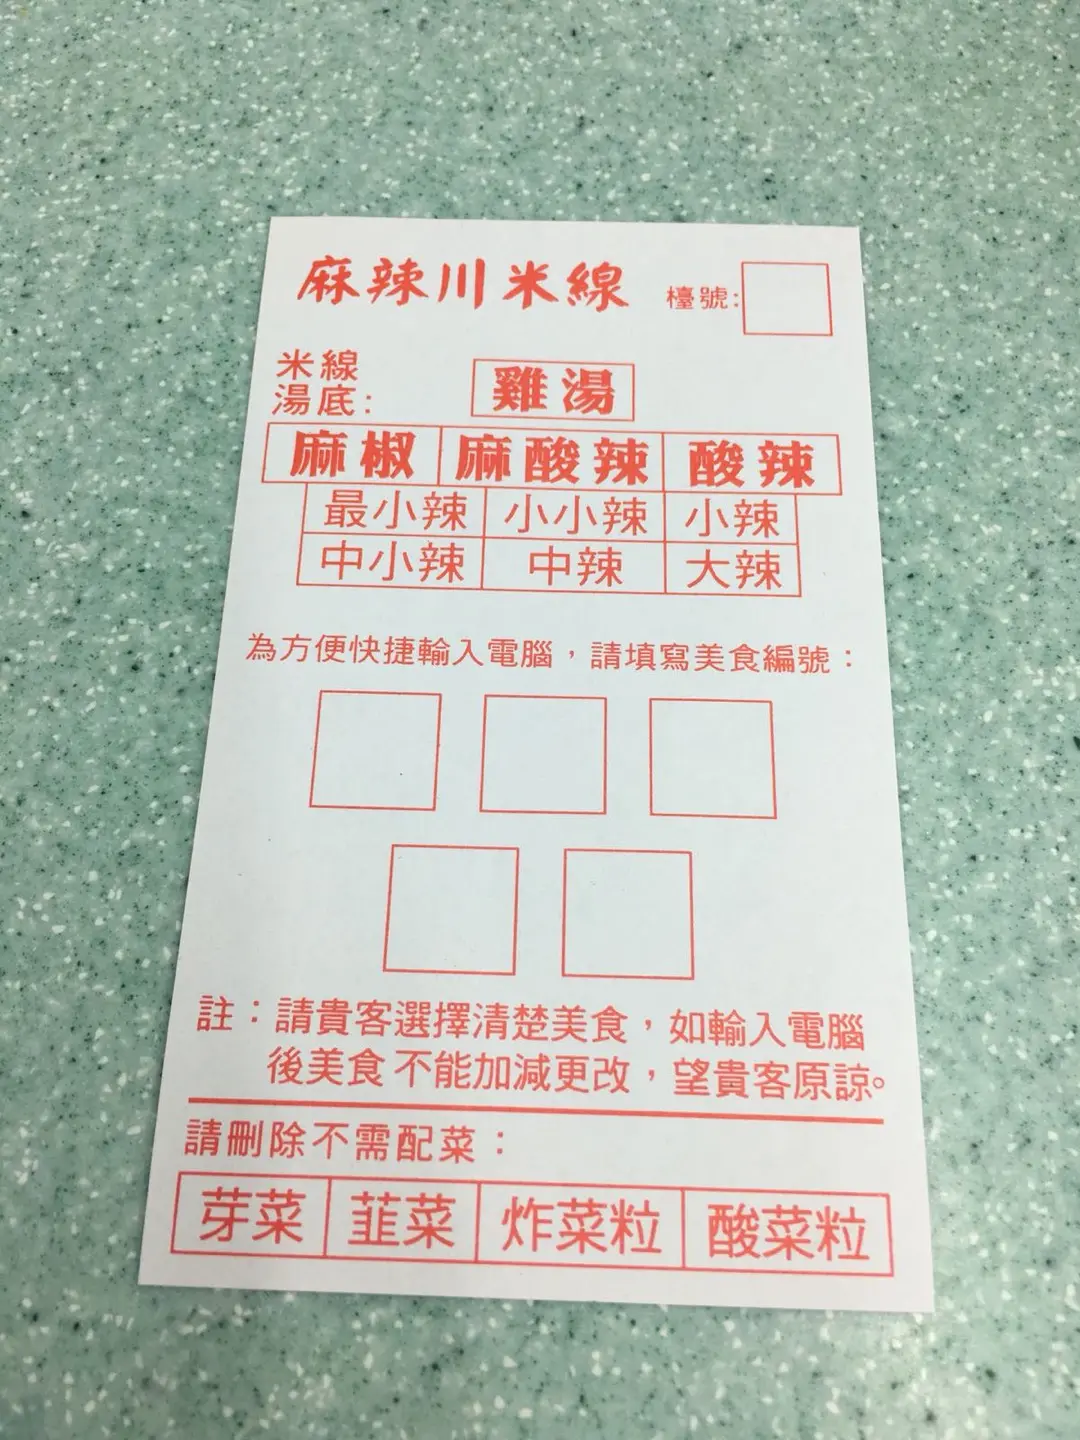 麻辣川米線 檯號:
米線
湯底: 雞湯
麻椒 麻酸辣 酸辣
最小辣 小小辣 小辣
中小辣 中辣 大辣
為方便快捷輸入電腦，請填寫美食編號：
註：請貴客選擇清楚美食，如輸入電腦
後美食不能加減更改，望貴客原諒。
請刪除不需配菜：
芽菜 韮菜 炸菜粒 酸菜粒